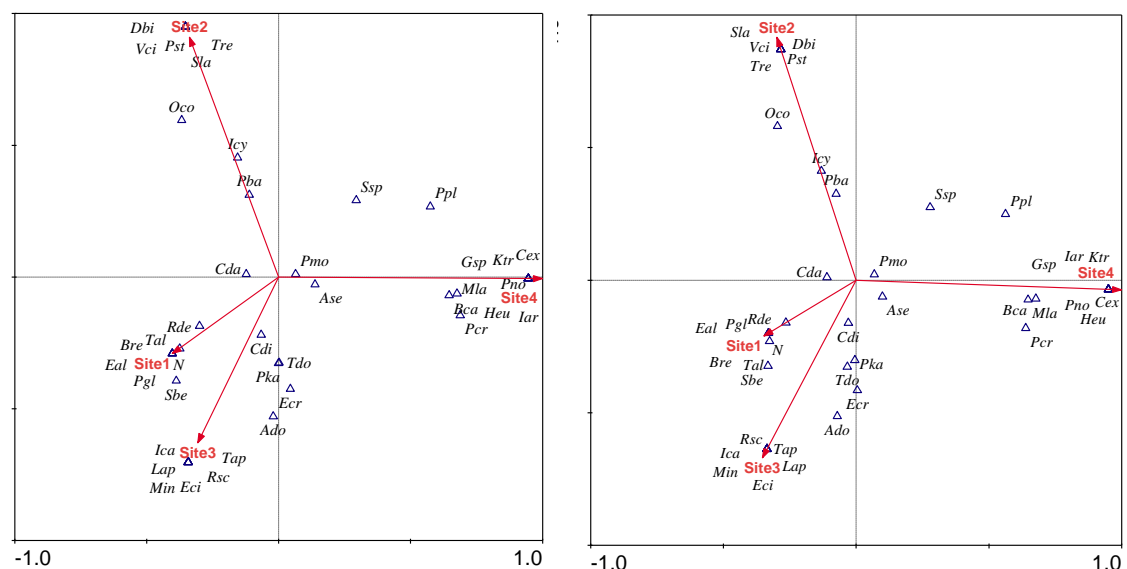 Dbi Site2
Vci Pst Tre
Sla
Oco
Icy
Pba
Ssp Ppl
Cda Pmo Gsp Ktr Cex
Ase Mla Pno
Site4
Bca Heu Iar
Pcr
Rde
Bre Tal
Ealㅤ Site1 N
Pgl Sbe
Cdi
Pka Tdo
Ecr
Ado
Ica Site3 Tap
Lap Rsc
Min Eci
-1.0 1.0
Sla Site2
Vci Dbi
Tre Pst
Oco
Icy
Pba
Ssp Ppl
Cda Pmo Gsp Iar Ktr
Site4
Ase Bca Mla Pno Cex
Heu
Pcr
Eal Pgl Rde
Site1 N
Bre Tal
Sbe
Cdi
Pka
Tdo
Ecr
Ado
Rsc Tap
Ica Site3 Lap
Min Eci
-1.0 1.0